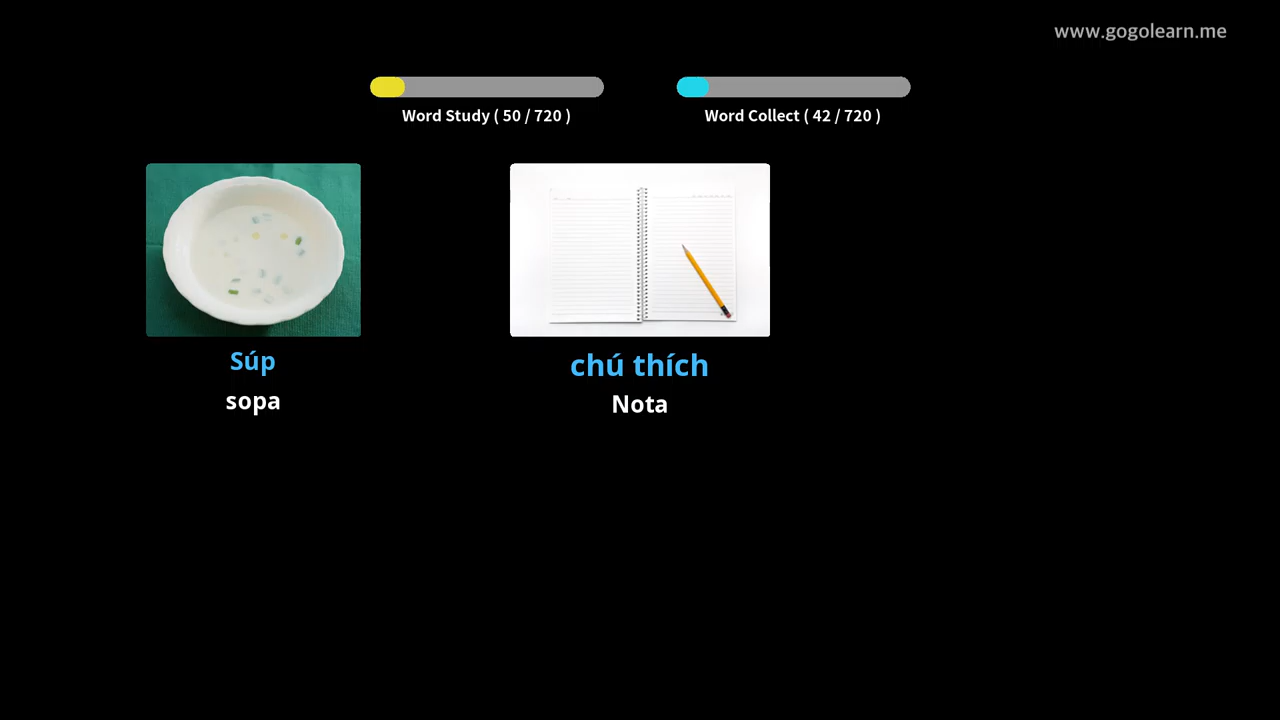 www.gogolearn.me
Word Study ( 50 / 720 )
Word Collect ( 42 / 720 )
Súp
sopa
chú thích
Nota